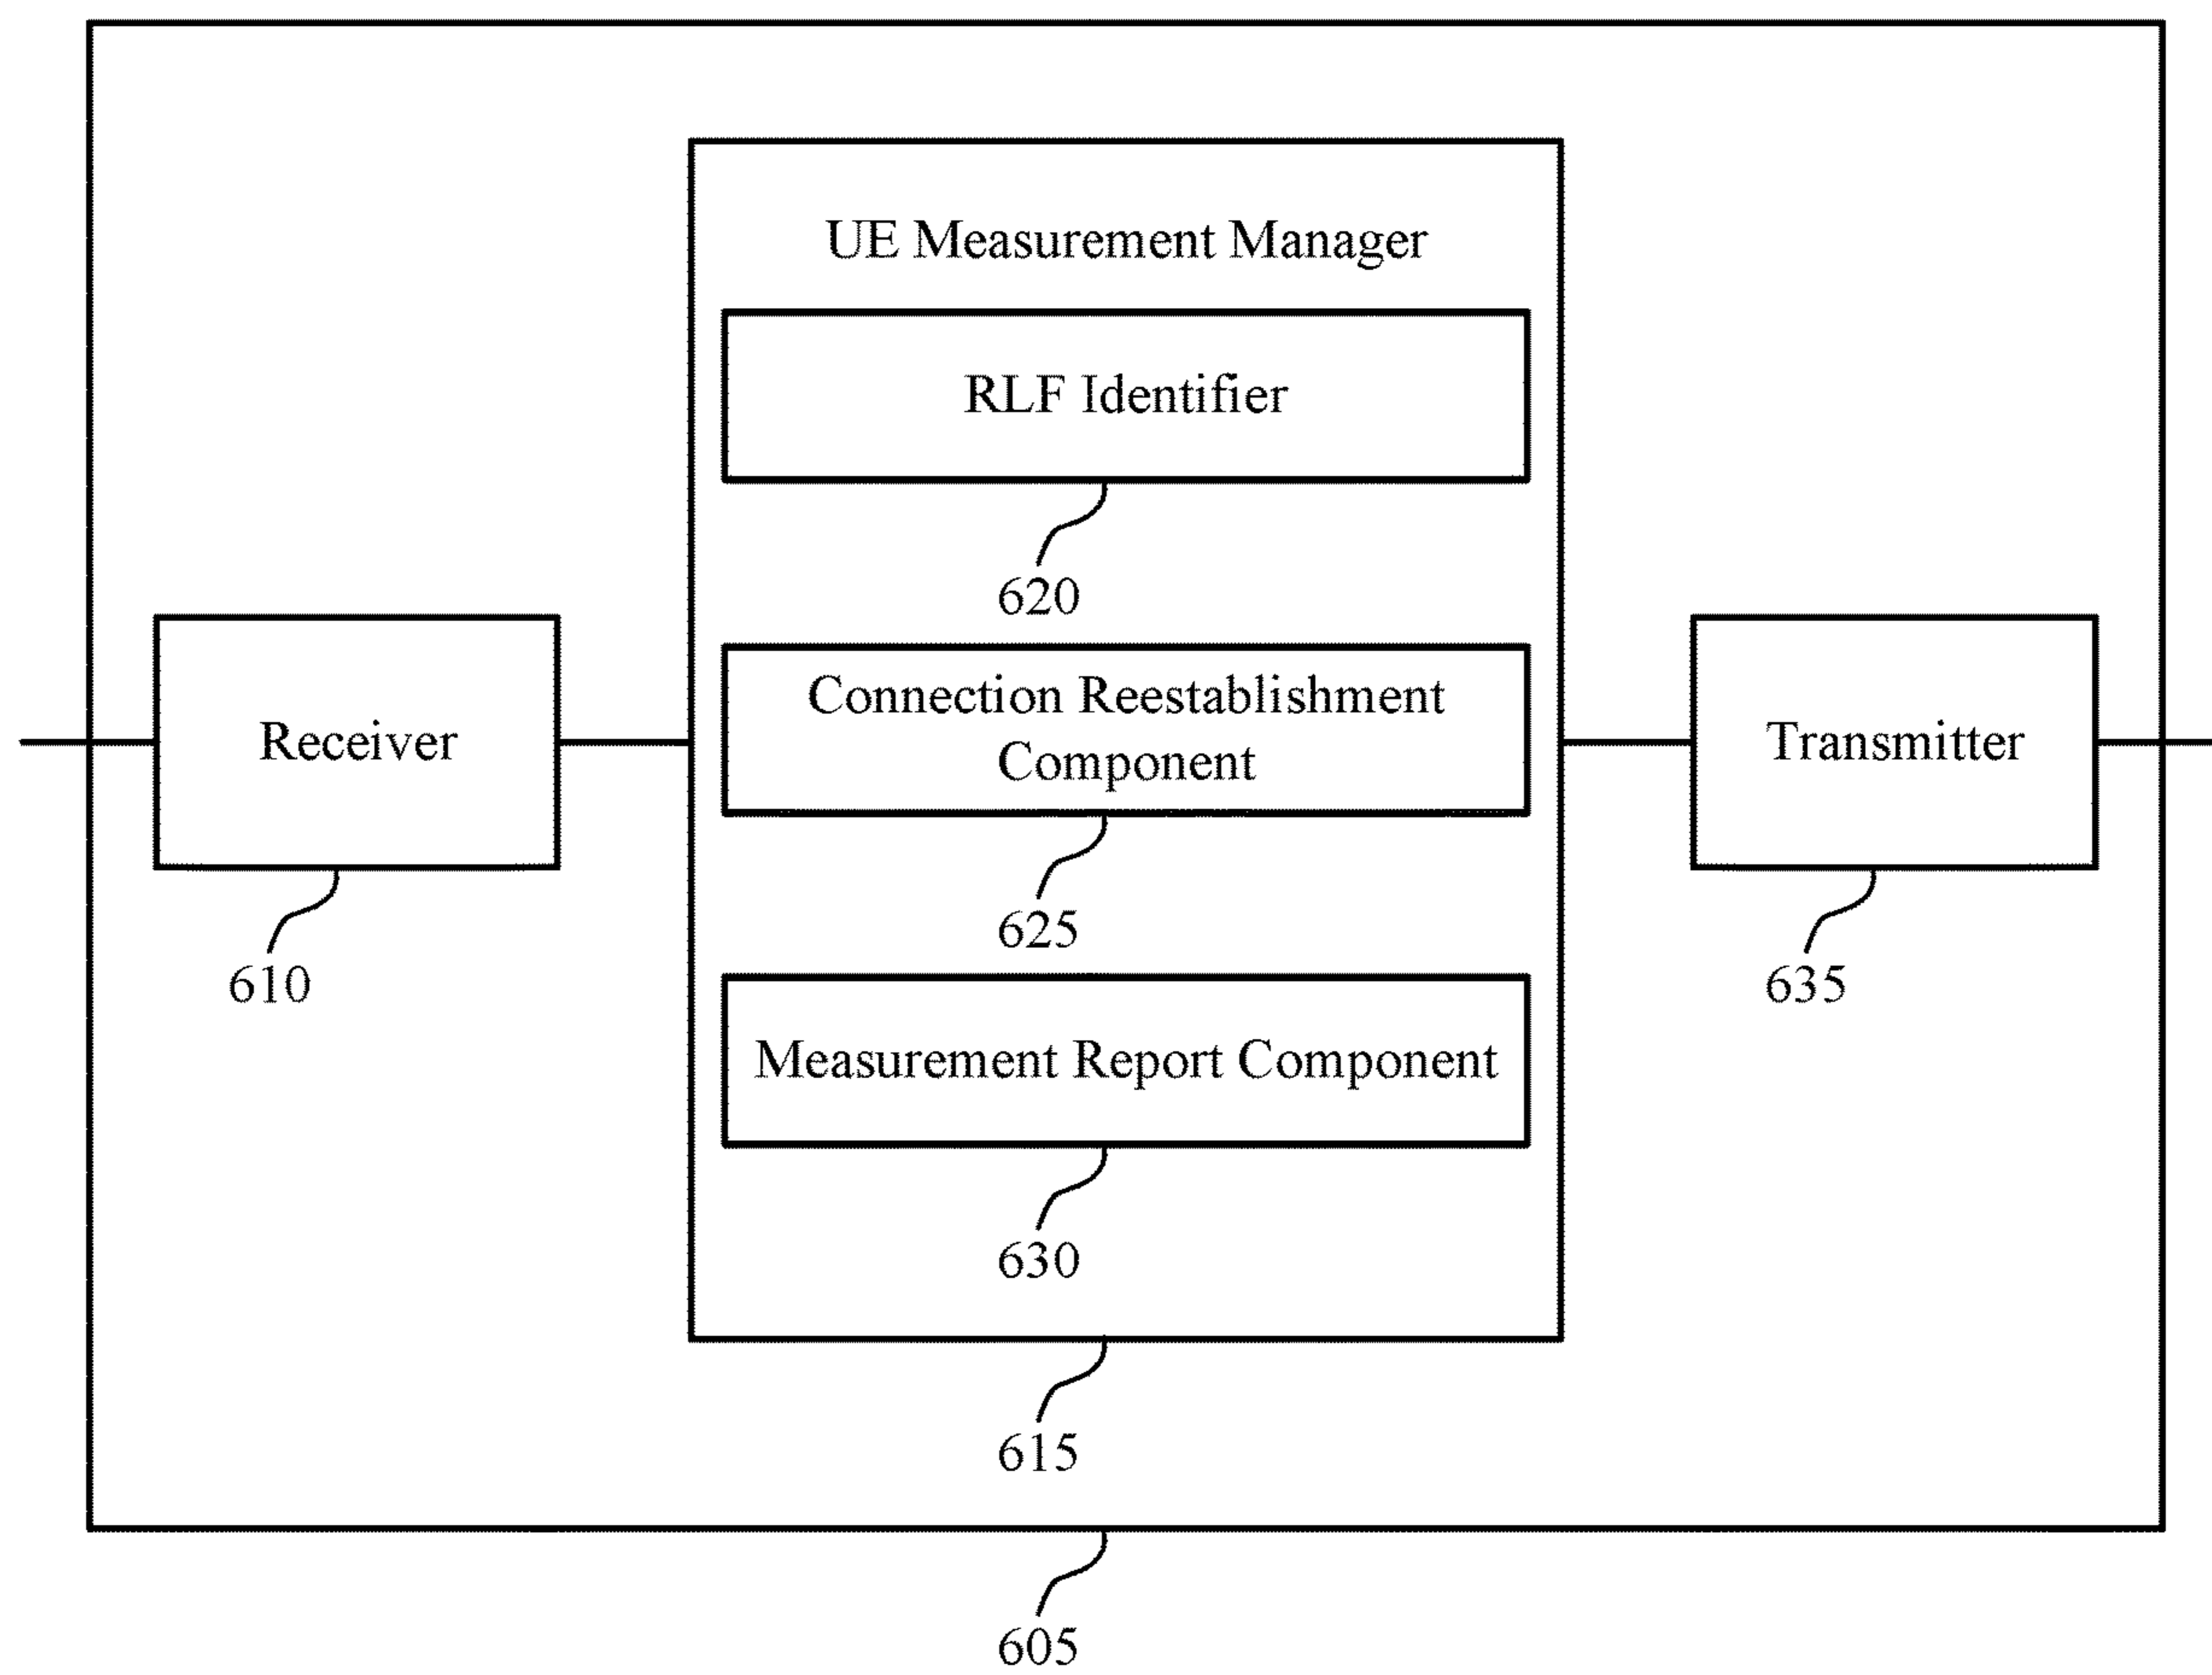 UE Measurement Manager
RLF Identifier
620
Receiver
610
Connection Reestablishment
Component
625
Transmitter
635
Measurement Report Component
630
615
605